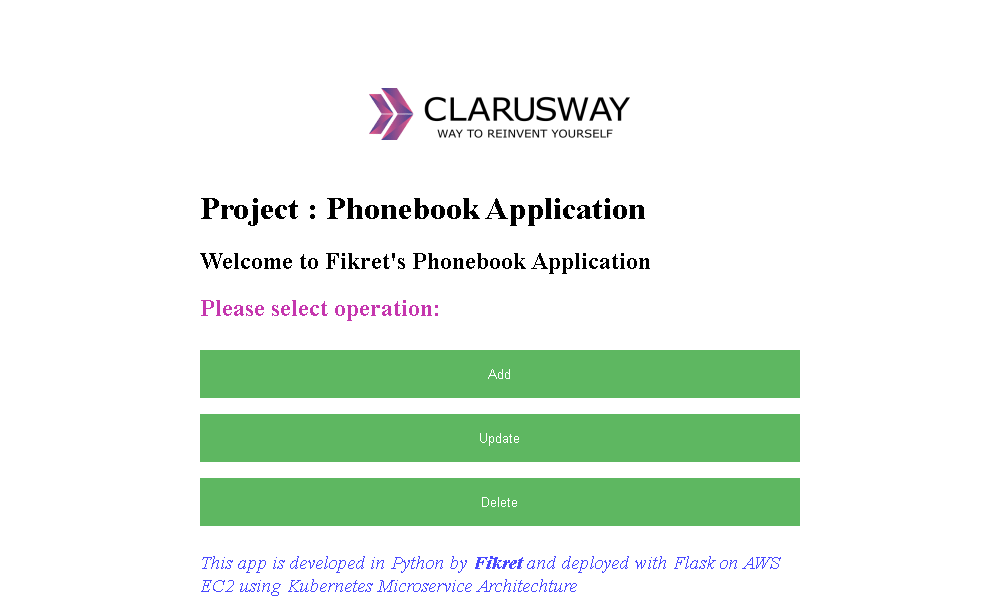 CLARUSWAY
WAY TO REINVENT YOURSELF
Project : Phonebook Application
Welcome to Fikret's Phonebook Application
Please select operation:
Add
Update
Delete
This app is developed in Python by Fikret and deployed with Flask on AWS
EC2 using Kubernetes Microservice Architechture